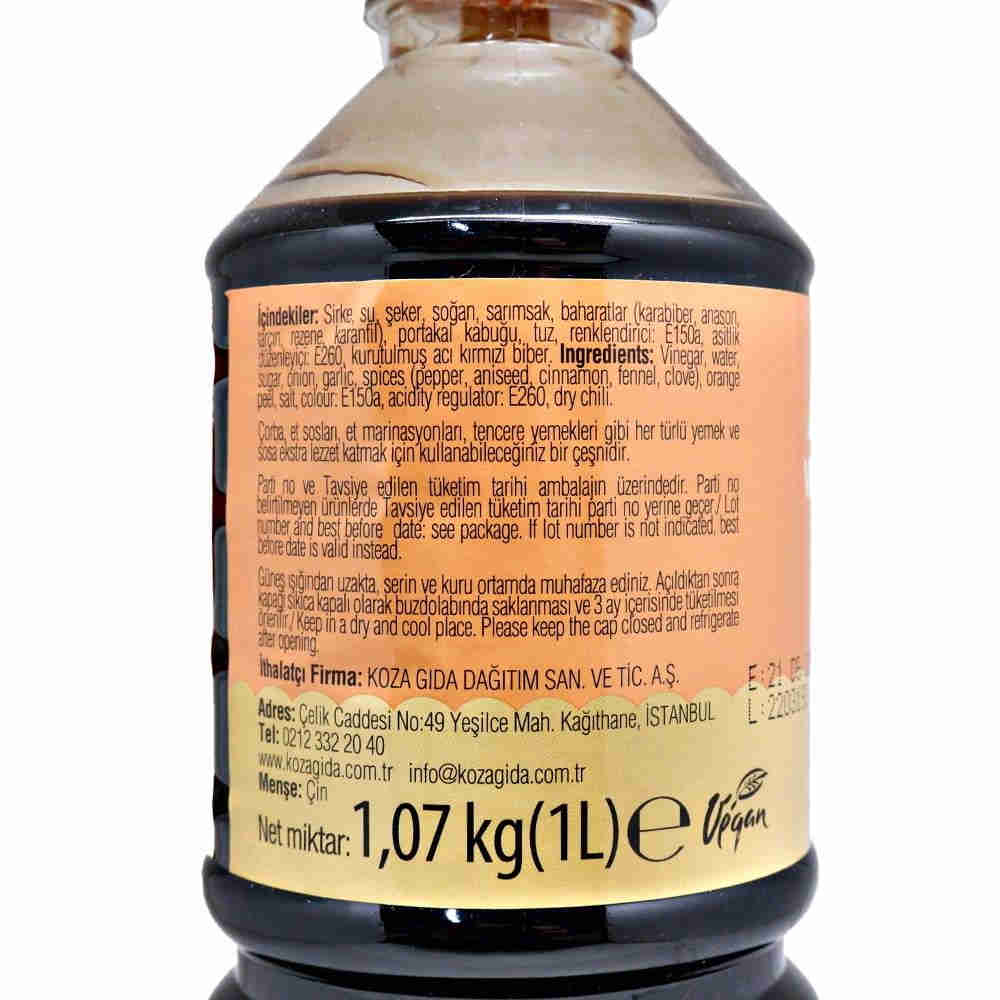 İçindekiler: Sirke, su, şeker, soğan, sarımsak, baharatlar (karabiber, anason,
tarçın, rezene, karanfil), portakal kabuğu, tuz, renklendirici: E150a, asitlik
düzenleyici: E260, kurutulmuş acı kırmızı biber. Ingredients: Vinegar, water,
sugar, onion, garlic, spices (pepper, aniseed, cinnamon, fennel, clove), orange
peel, salt, colour: E150a, acidity regulator: E260, dry chili.
Çorba, et sosları, et marinasyonları, tencere yemekleri gibi her türlü yemek ve
sosa ekstra lezzet katmak için kullanabileceğiniz bir çeşnidir.
Parti no ve Tavsiye edilen tüketim tarihi ambalajın üzerindedir. Parti no
belirtilmeyen ürünlerde Tavsiye edilen tüketim tarihi parti no yerine geçer./ Lot
number and best before date: see package. If lot number is not indicated, best
before date is valid instead.
Güneş ışığından uzakta, serin ve kuru ortamda muhafaza ediniz. Açıldıktan sonra
kapağı sıkıca kapalı olarak buzdolabında saklanması ve 3 ay içerisinde tüketilmesi
önerilir./ Keep in a dry and cool place. Please keep the cap closed and refrigerate
after opening.
İthalatçı Firma: KOZA GIDA DAĞITIM SAN. VE TİC. A.Ş.
Adres: Çelik Caddesi No:49 Yeşilce Mah. Kağıthane, İSTANBUL
Tel: 0212 332 20 40
www.kozagida.com.tr info@kozagida.com.tr
Menşe: Çin
Net miktar: 1,07 kg(1L) ℮ Vegan
E:21